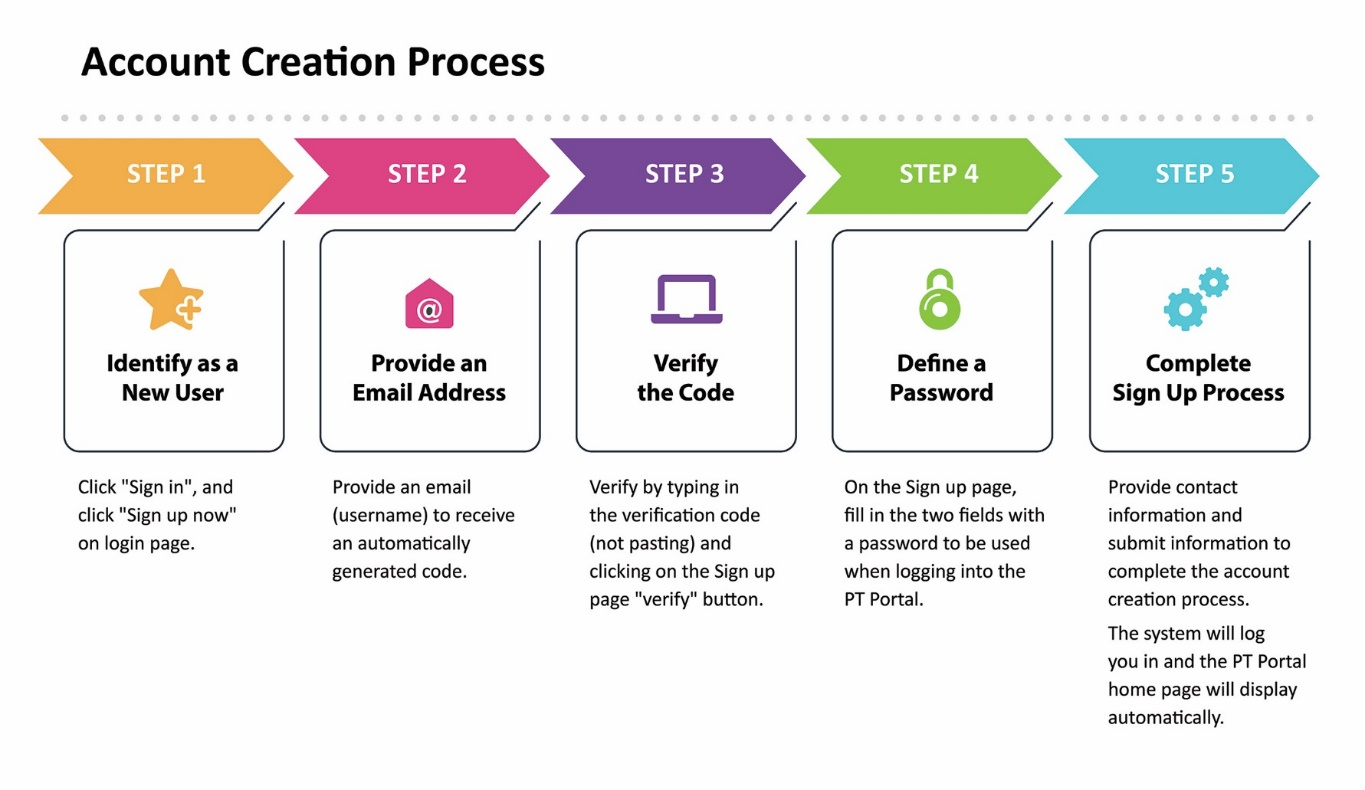 Account Creation Process
STEP 1
STEP 2
STEP 3
STEP 4
STEP 5
@
Identify as a
New User
Provide an
Email Address
Verify
the Code
Define a
Password
Complete
Sign Up Process
Click "Sign in", and
click "Sign up now"
on login page.
Provide an email
(username) to receive
an automatically
generated code.
Verify by typing in
the verification code
(not pasting) and
clicking on the Sign up
page "verify" button.
On the Sign up page,
fill in the two fields with
a password to be used
when logging into the
PT Portal.
Provide contact
information and
submit information to
complete the account
creation process.
The system will log
you in and the PT Portal
home page will display
automatically.